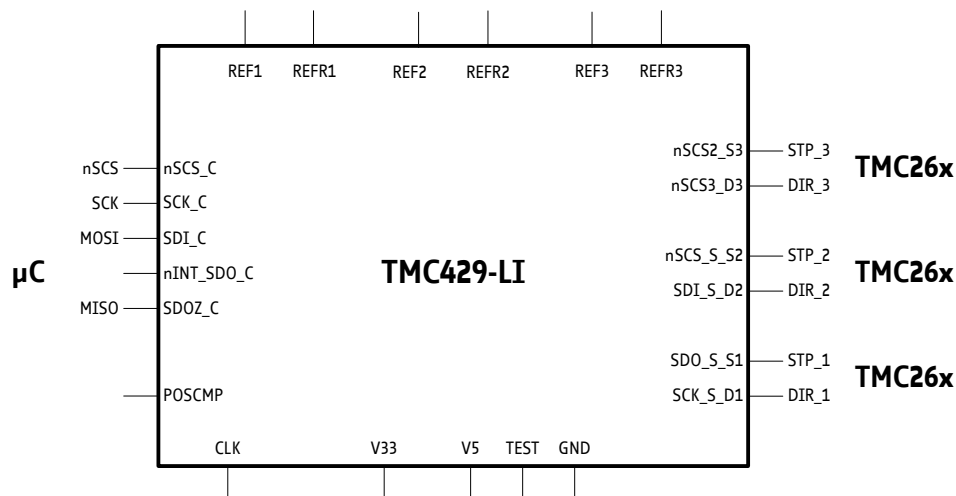 REF1 REFR1 REF2 REFR2 REF3 REFR3
nSCS2_S3 STP_3
TMC26x
nSCS nSCS_C
nSCS3_D3 DIR_3
SCK SCK_C
MOSI SDI_C
nSCS_S_S2 STP_2
µC nINT_SDO_C TMC429-LI TMC26x
SDI_S_D2 DIR_2
MISO SDOZ_C
SDO_S_S1 STP_1
TMC26x
POSCMP SCK_S_D1 DIR_1
CLK V33 V5 TEST GND